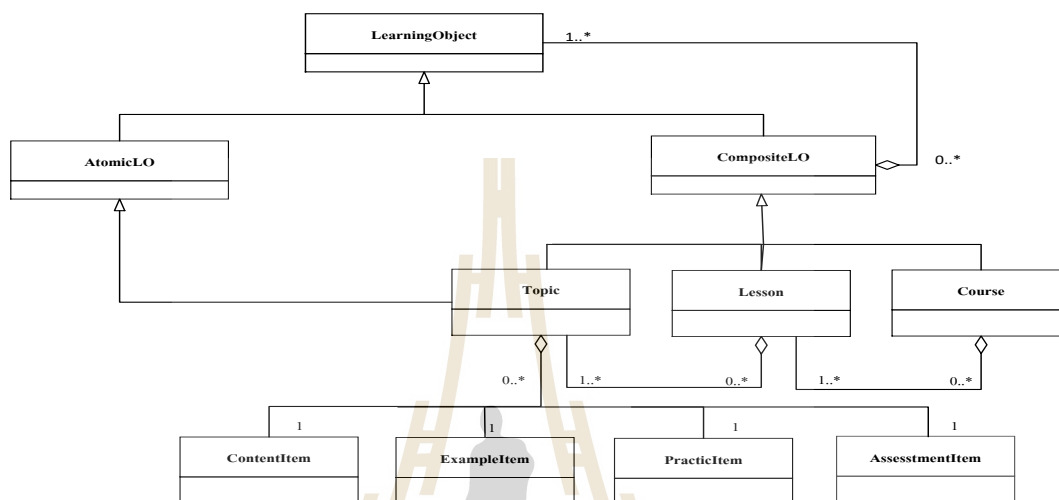 LearningObject
1..*
AtomicLO
CompositeLO
0..*
Topic
Lesson
Course
0..*
1..*
0..*
1..*
0..*
1
1
1
1
ContentItem
ExampleItem
PracticItem
AssesstmentItem